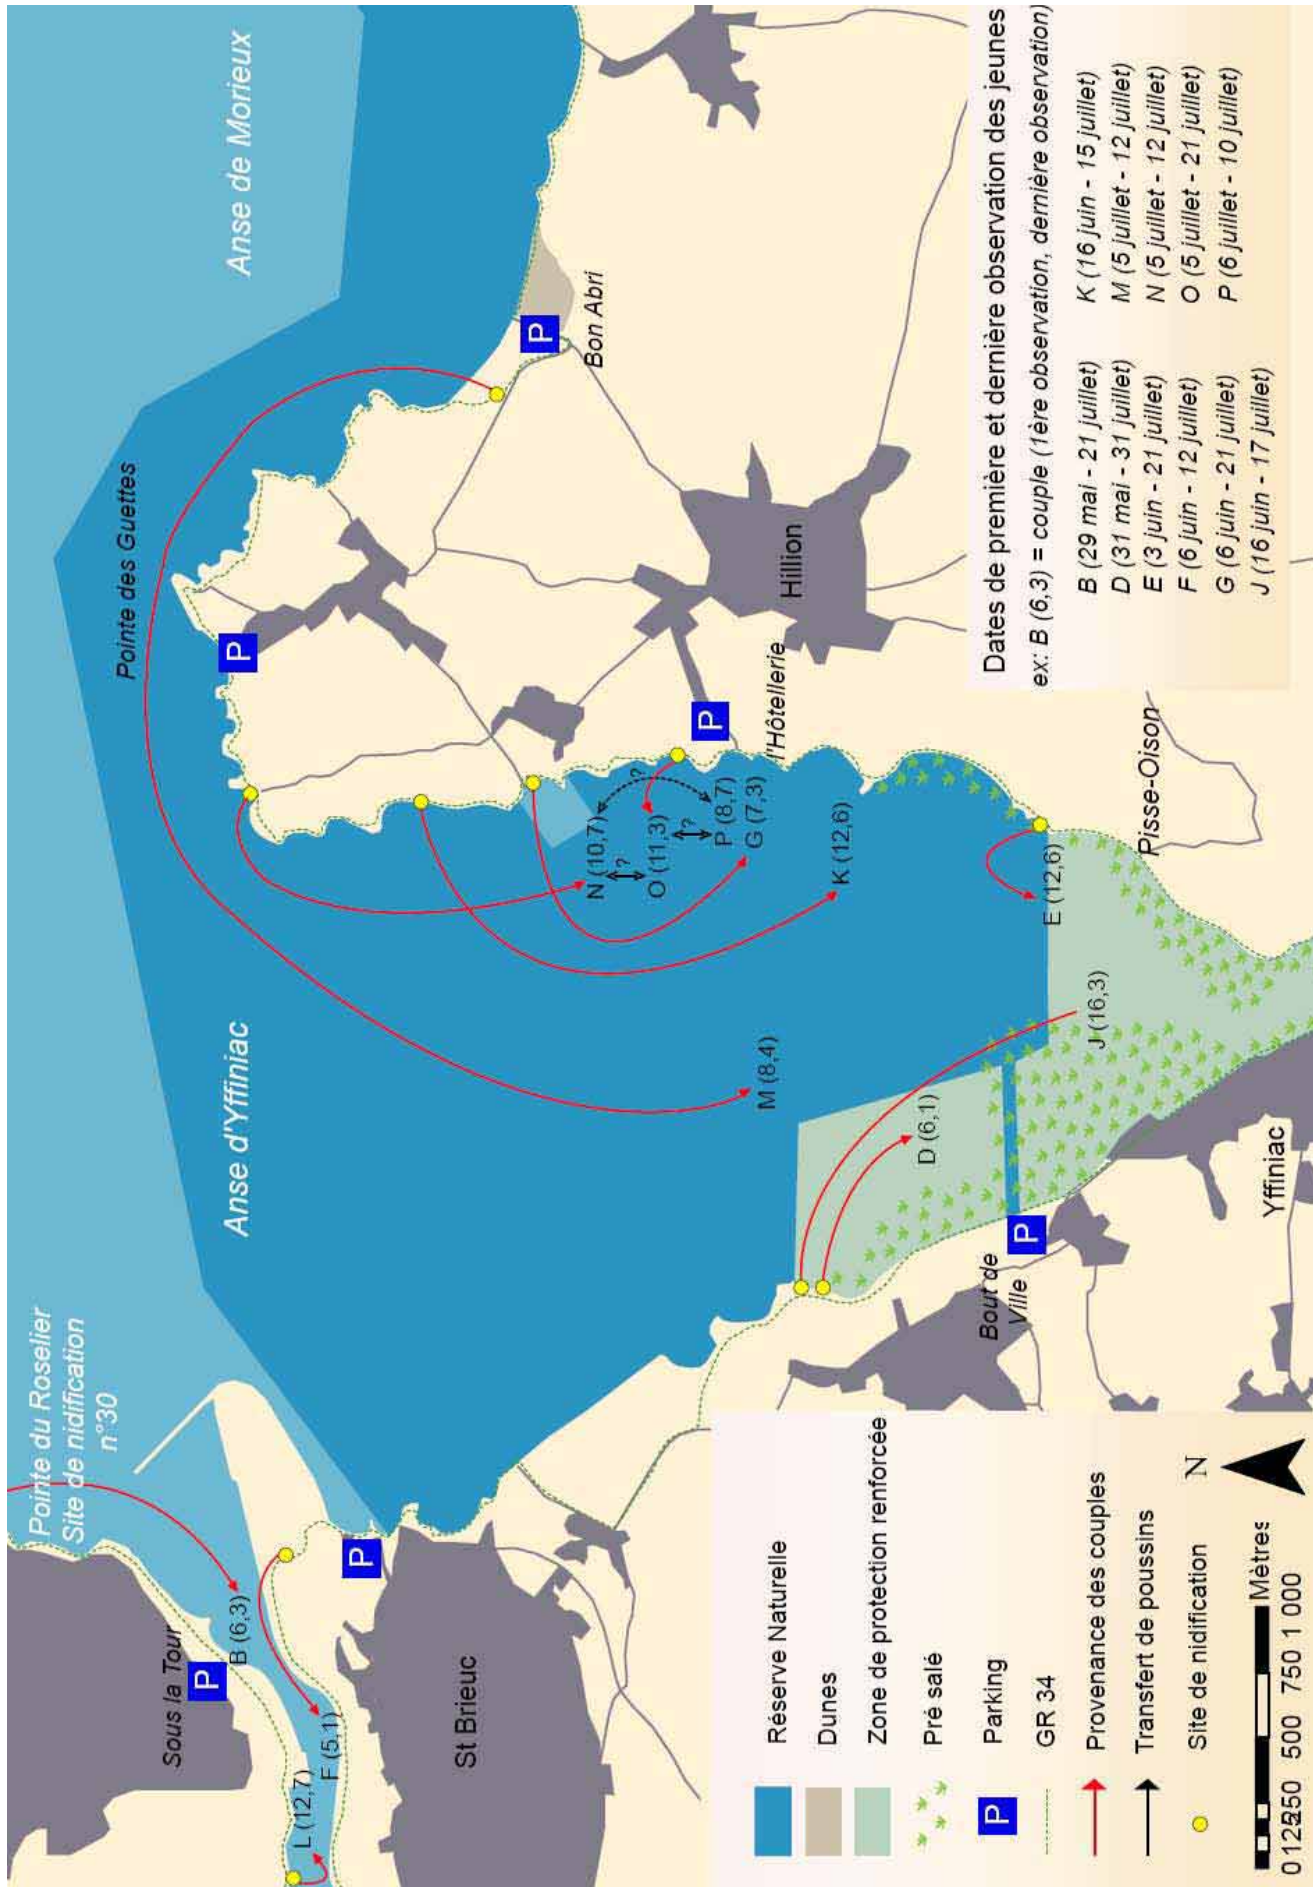 Pointe du Roselier
Site de nidification
n°30
Anse d'Yffiniac
Anse de Morieux
Pointe des Guettes
Sous la Tour
P
B (6,3)
L (12,7)
F (5,1)
P
St Brieuc
P
P
Bon Abri
N (10,7)
?
O (11,3)
?
?
P (8,7)
G (7,3)
P
l'Hôtellerie
Hillion
K (12,6)
M (8,4)
D (6,1)
E (12,6)
J (16,3)
Pisse-Oison
Bout de
Ville
P
Yffiniac
Réserve Naturelle
Dunes
Zone de protection renforcée
Pré salé
P Parking
GR 34
Provenance des couples
Transfert de poussins
Site de nidification
N
500 750 1 000
Mètres
Dates de première et dernière observation des jeunes
ex: B (6,3) = couple (1ère observation, dernière observation)
B (29 mai - 21 juillet)
D (31 mai - 31 juillet)
E (3 juin - 21 juillet)
F (6 juin - 12 juillet)
G (6 juin - 21 juillet)
J (16 juin - 17 juillet)
K (16 juin - 15 juillet)
M (5 juillet - 12 juillet)
N (5 juillet - 12 juillet)
O (5 juillet - 21 juillet)
P (6 juillet - 10 juillet)